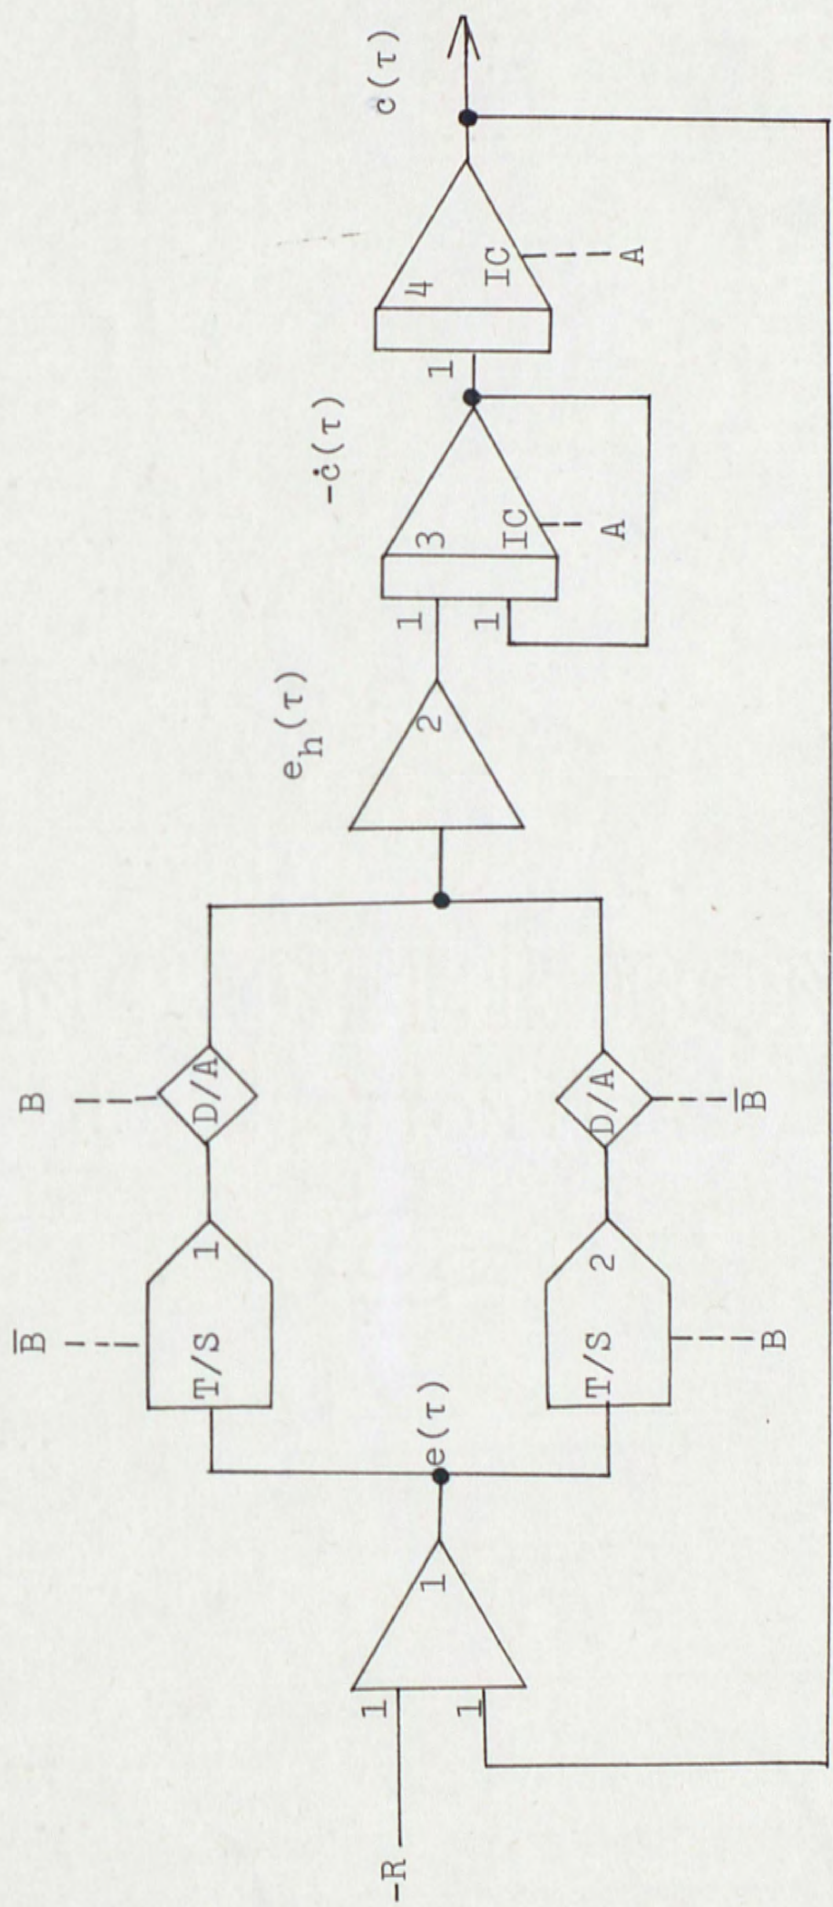 -R
1
1
1
e(τ)
B̅
T/S
1
B
D/A
T/S
2
B
D/A
B̅
2
e_h(τ)
1
1
3
IC
A
-ċ(τ)
1
4
IC
A
c(τ)